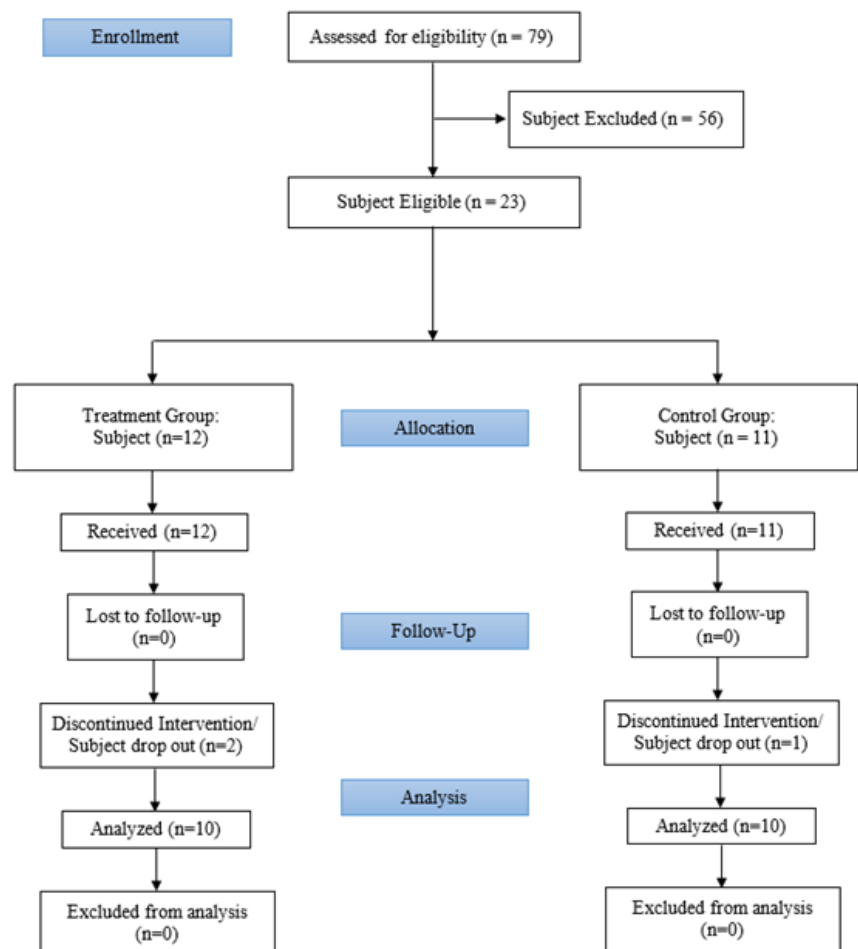 Enrollment
Assessed for eligibility (n = 79)
Subject Excluded (n = 56)
Subject Eligible (n = 23)
Treatment Group:
Subject (n=12)
Allocation
Control Group:
Subject (n = 11)
Received (n=12)
Received (n=11)
Lost to follow-up
(n=0)
Follow-Up
Lost to follow-up
(n=0)
Discontinued Intervention/
Subject drop out (n=2)
Discontinued Intervention/
Subject drop out (n=1)
Analysis
Analyzed (n=10)
Analyzed (n=10)
Excluded from analysis
(n=0)
Excluded from analysis
(n=0)